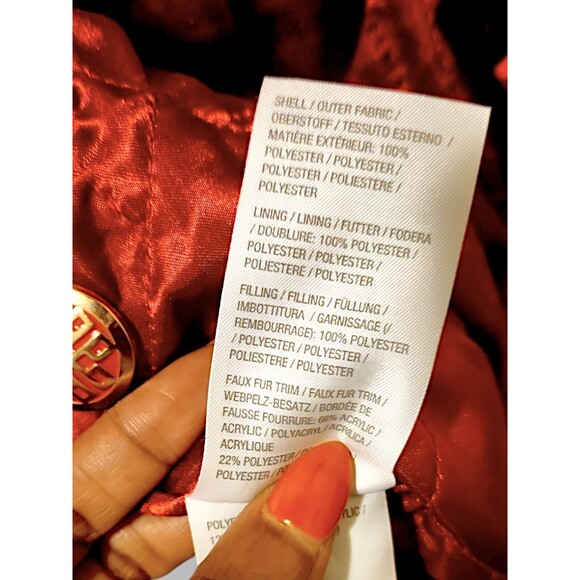 SHELL / OUTER FABRIC /
OBERSTOFF / TESSUTO ESTERNO /
MATIÈRE EXTÉRIEUR: 100%
POLYESTER / POLYESTER /
POLYESTER / POLIESTERE /
POLYESTER
LINING / LINING / FUTTER / FODERA
/ DOUBLURE: 100% POLYESTER /
POLYESTER / POLYESTER /
POLIESTERE / POLYESTER
FILLING / FILLING / FÜLLUNG /
IMBOTTITURA / GARNISSAGE (/
REMBOURRAGE): 100% POLYESTER
/ POLYESTER / POLYESTER /
POLIESTERE / POLYESTER
FAUX FUR TRIM / FAUX FUR TRIM /
WEBPELZ-BESATZ / BORDÉE DE
FAUSSE FOURRURE: 66% ACRYLIC /
ACRYLIC / POLYACRYL / ACRILICA /
ACRYLIQUE
22% POLYESTER /
POLYESTER /